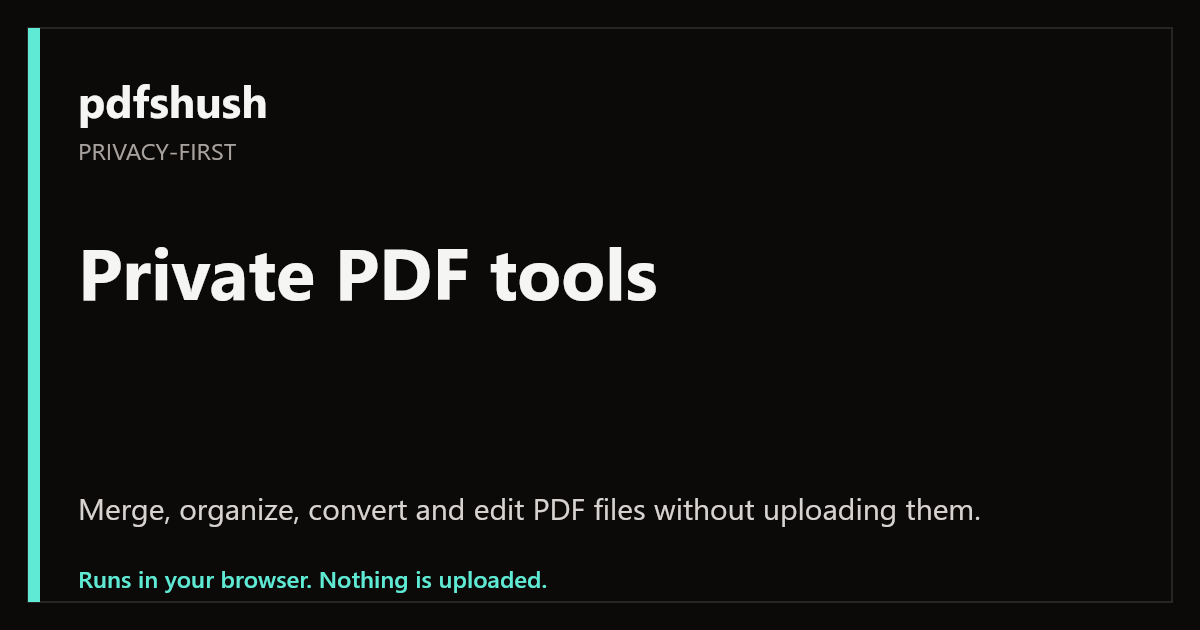 pdfshush
PRIVACY-FIRST
Private PDF tools
Merge, organize, convert and edit PDF files without uploading them.
Runs in your browser. Nothing is uploaded.